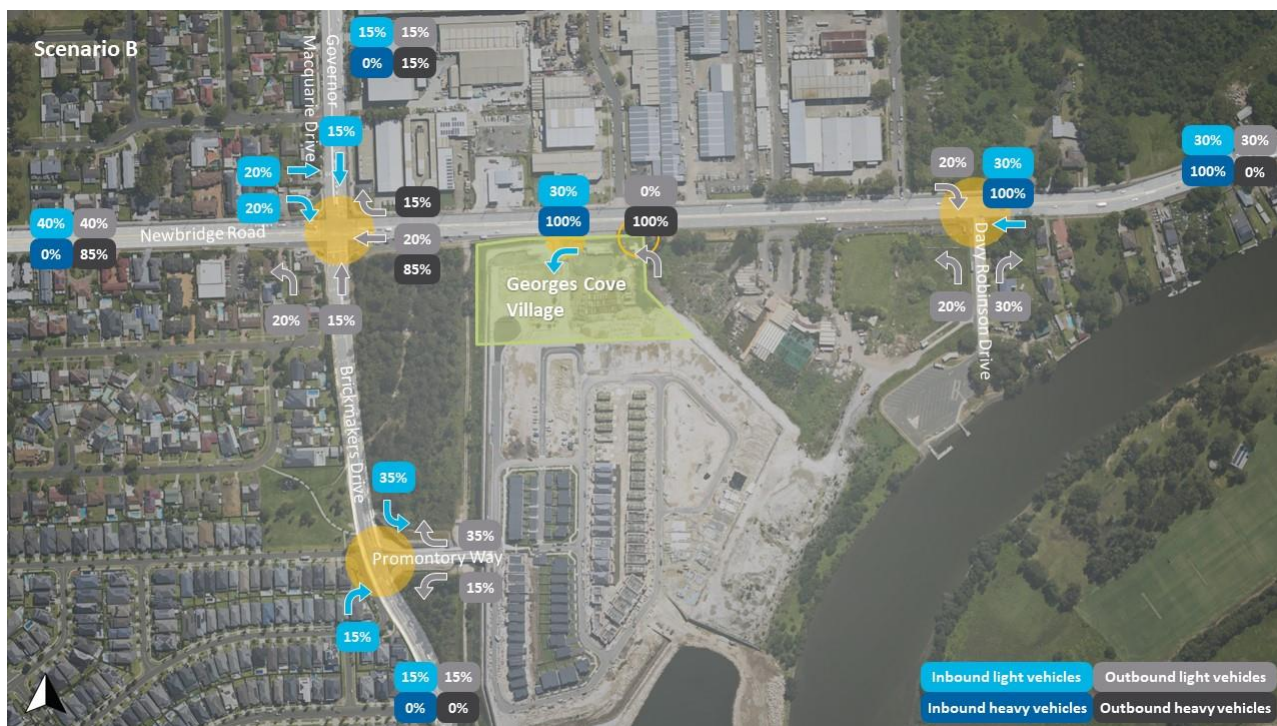 Scenario B
Governor
Macquarie Drive
15% 15%
0% 15%
15%
20%
20%
15%
40% 40%
0% 85%
Newbridge Road
20%
85%
20% 15%
30%
100%
0%
100%
Georges Cove
Village
20% 30%
100%
30% 30%
100% 0%
Davy Robinson Drive
20% 30%
Brickmakers Drive
35%
35%
Promontory Way
15%
15%
15% 15%
0% 0%
Inbound light vehicles Outbound light vehicles
Inbound heavy vehicles Outbound heavy vehicles